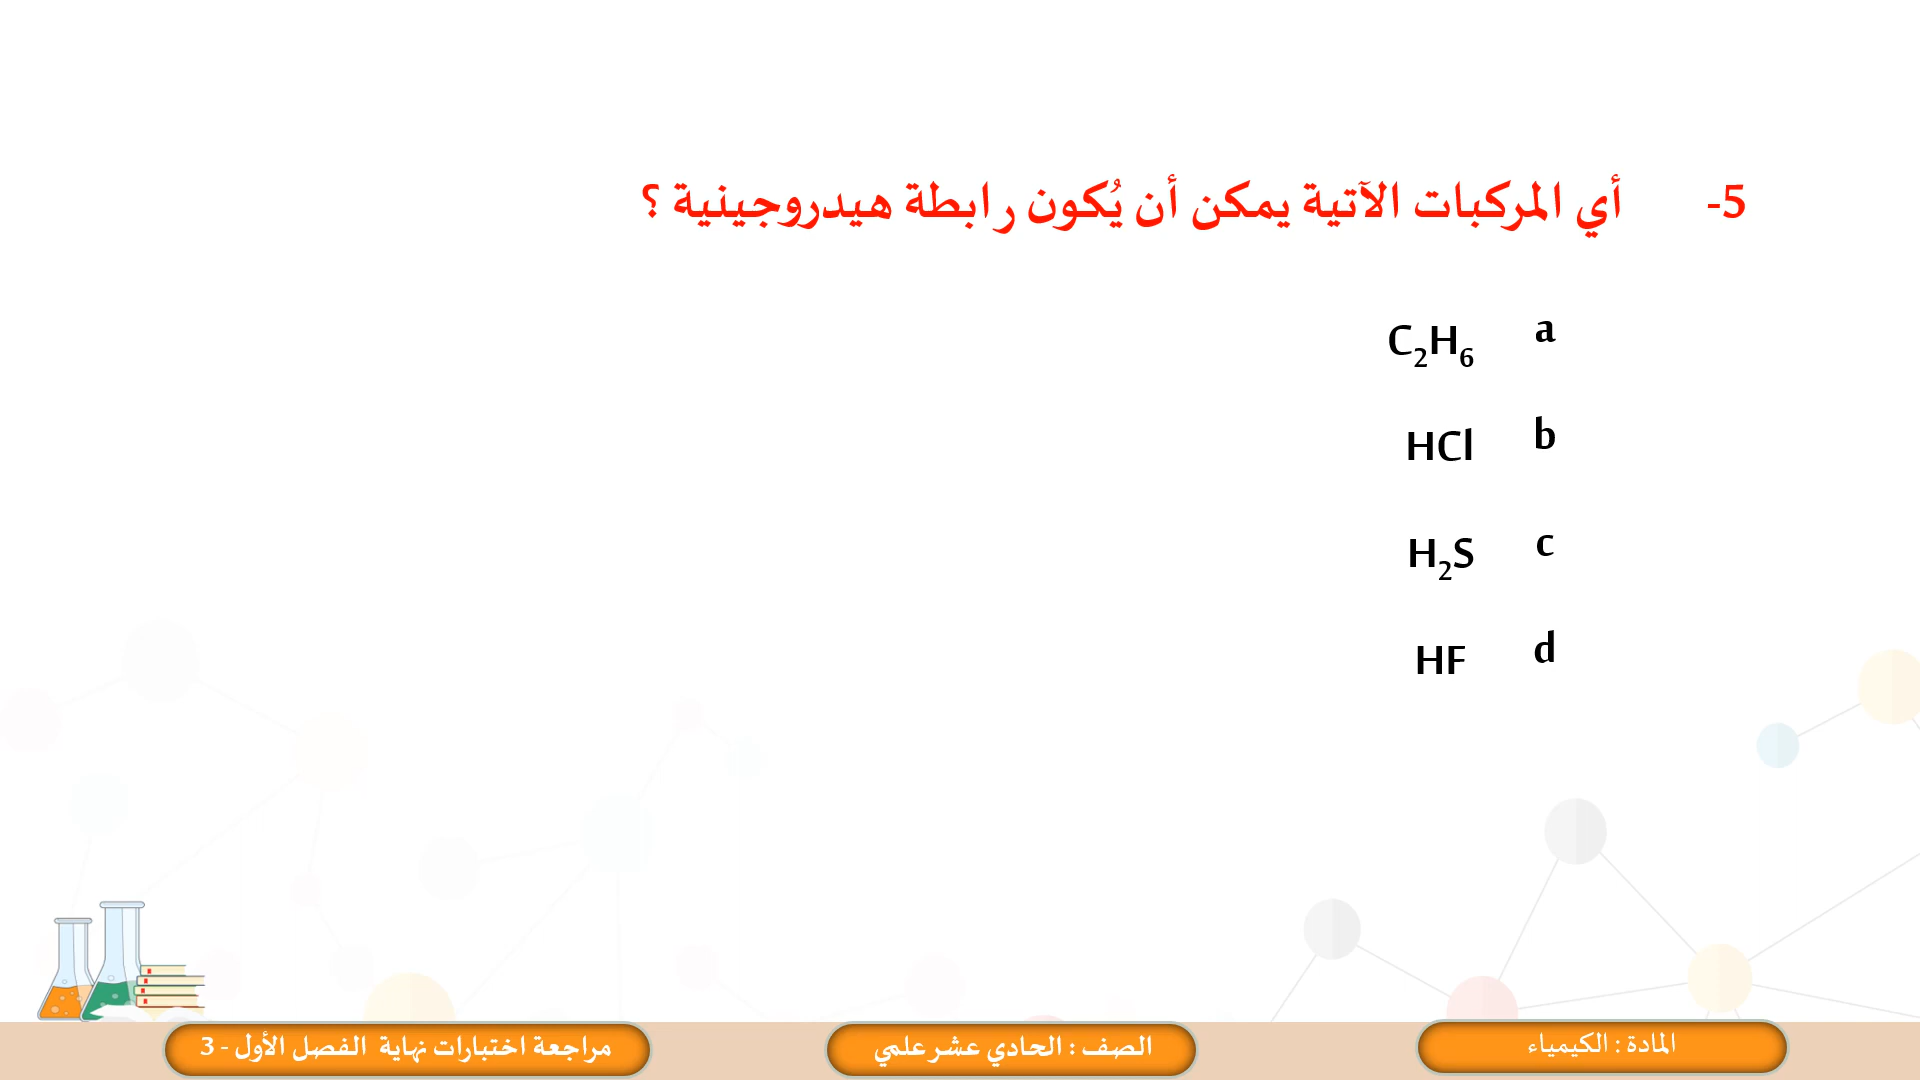 5- أي المركبات الآتية يمكن أن يُكون رابطة هيدروجينية ؟
a C₂H₆
b HCl
c H₂S
d HF
المادة : الكيمياء
الصف : الحادي عشر علمي
مراجعة اختبارات نهاية الفصل الأول - 3